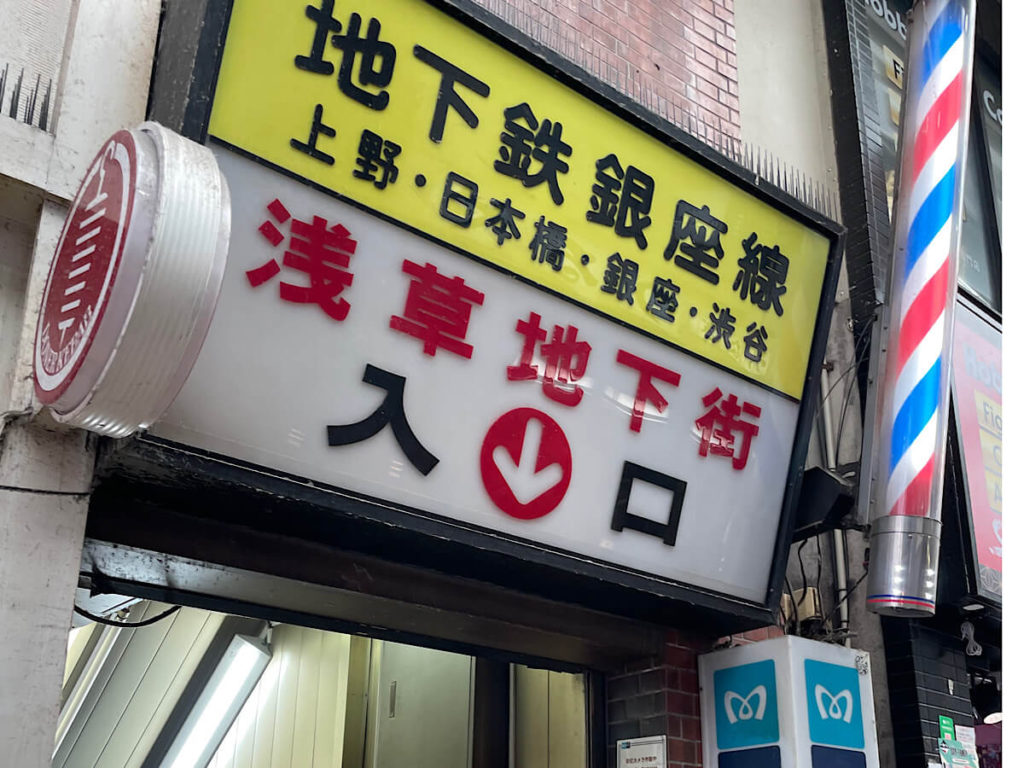 地下鉄銀座線
上野・日本橋・銀座・渋谷
浅草地下街
入口